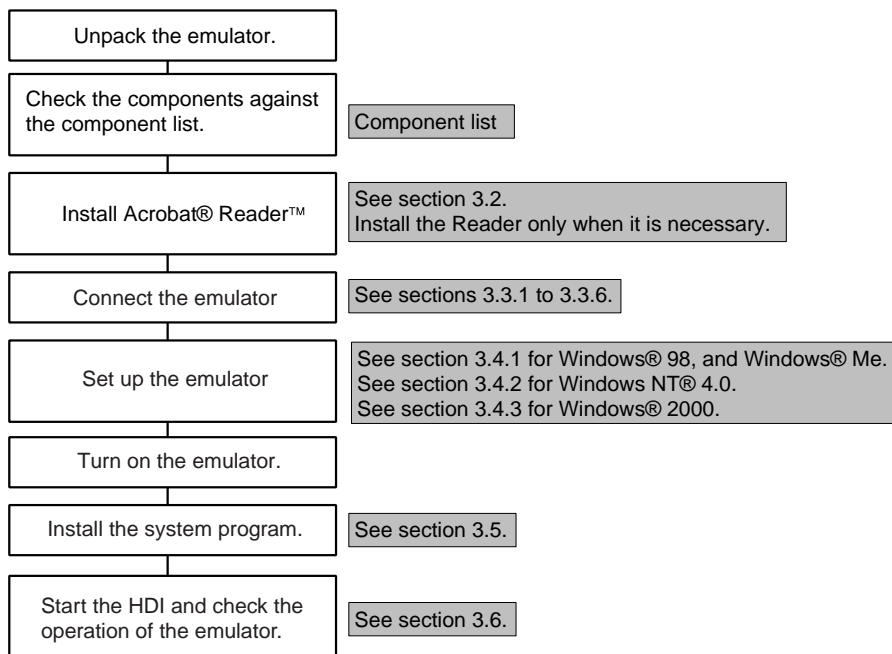 Unpack the emulator.
Check the components against
the component list.
Component list
Install Acrobat® Reader™
See section 3.2.
Install the Reader only when it is necessary.
Connect the emulator
See sections 3.3.1 to 3.3.6.
Set up the emulator
See section 3.4.1 for Windows® 98, and Windows® Me.
See section 3.4.2 for Windows NT® 4.0.
See section 3.4.3 for Windows® 2000.
Turn on the emulator.
Install the system program.
See section 3.5.
Start the HDI and check the
operation of the emulator.
See section 3.6.